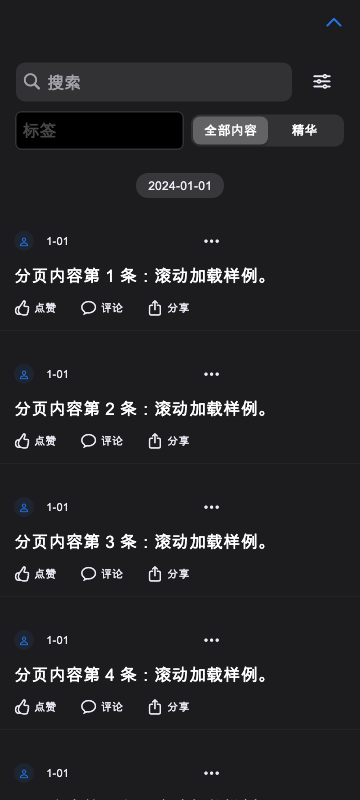 搜索
标签
全部内容 精华
2024-01-01
1-01
分页内容第 1 条：滚动加载样例。
点赞 评论 分享
1-01
分页内容第 2 条：滚动加载样例。
点赞 评论 分享
1-01
分页内容第 3 条：滚动加载样例。
点赞 评论 分享
1-01
分页内容第 4 条：滚动加载样例。
点赞 评论 分享
1-01